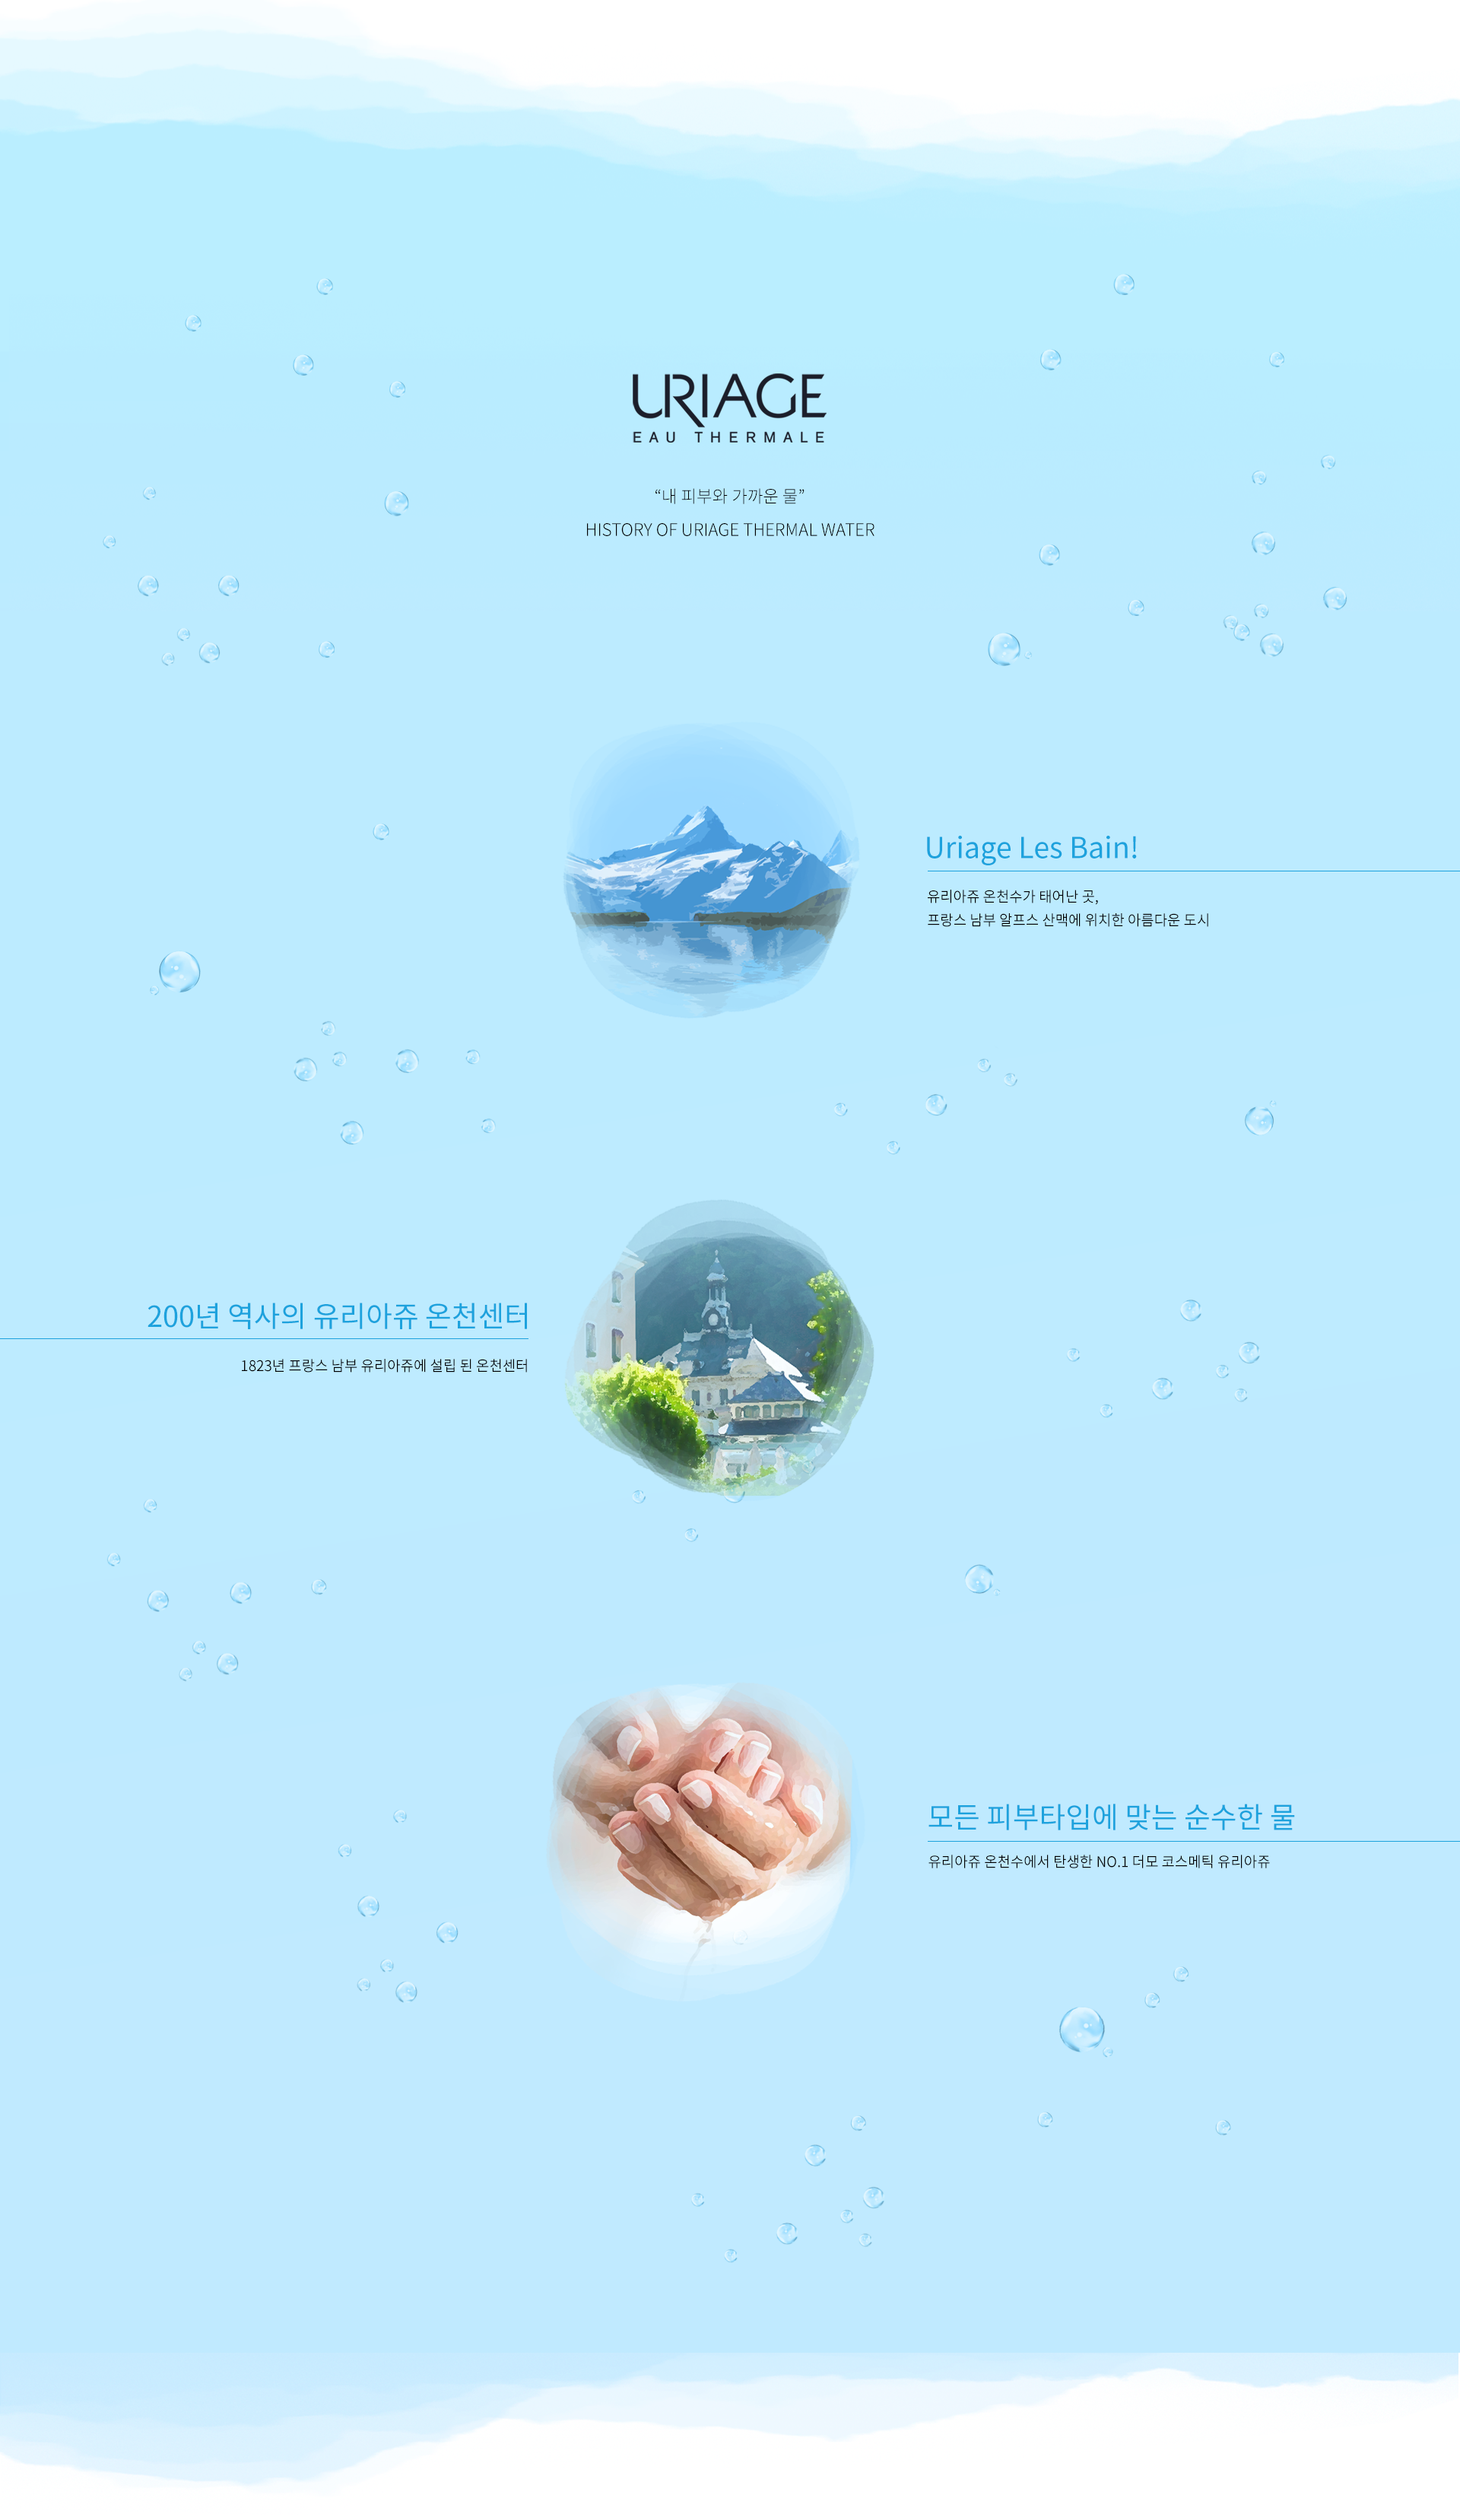 URIAGE
EAU THERMALE
“내 피부와 가까운 물”
HISTORY OF URIAGE THERMAL WATER
Uriage Les Bain!
유리아쥬 온천수가 태어난 곳,
프랑스 남부 알프스 산맥에 위치한 아름다운 도시
200년 역사의 유리아쥬 온천센터
1823년 프랑스 남부 유리아쥬에 설립 된 온천센터
모든 피부타입에 맞는 순수한 물
유리아쥬 온천수에서 탄생한 NO.1 더모 코스메틱 유리아쥬